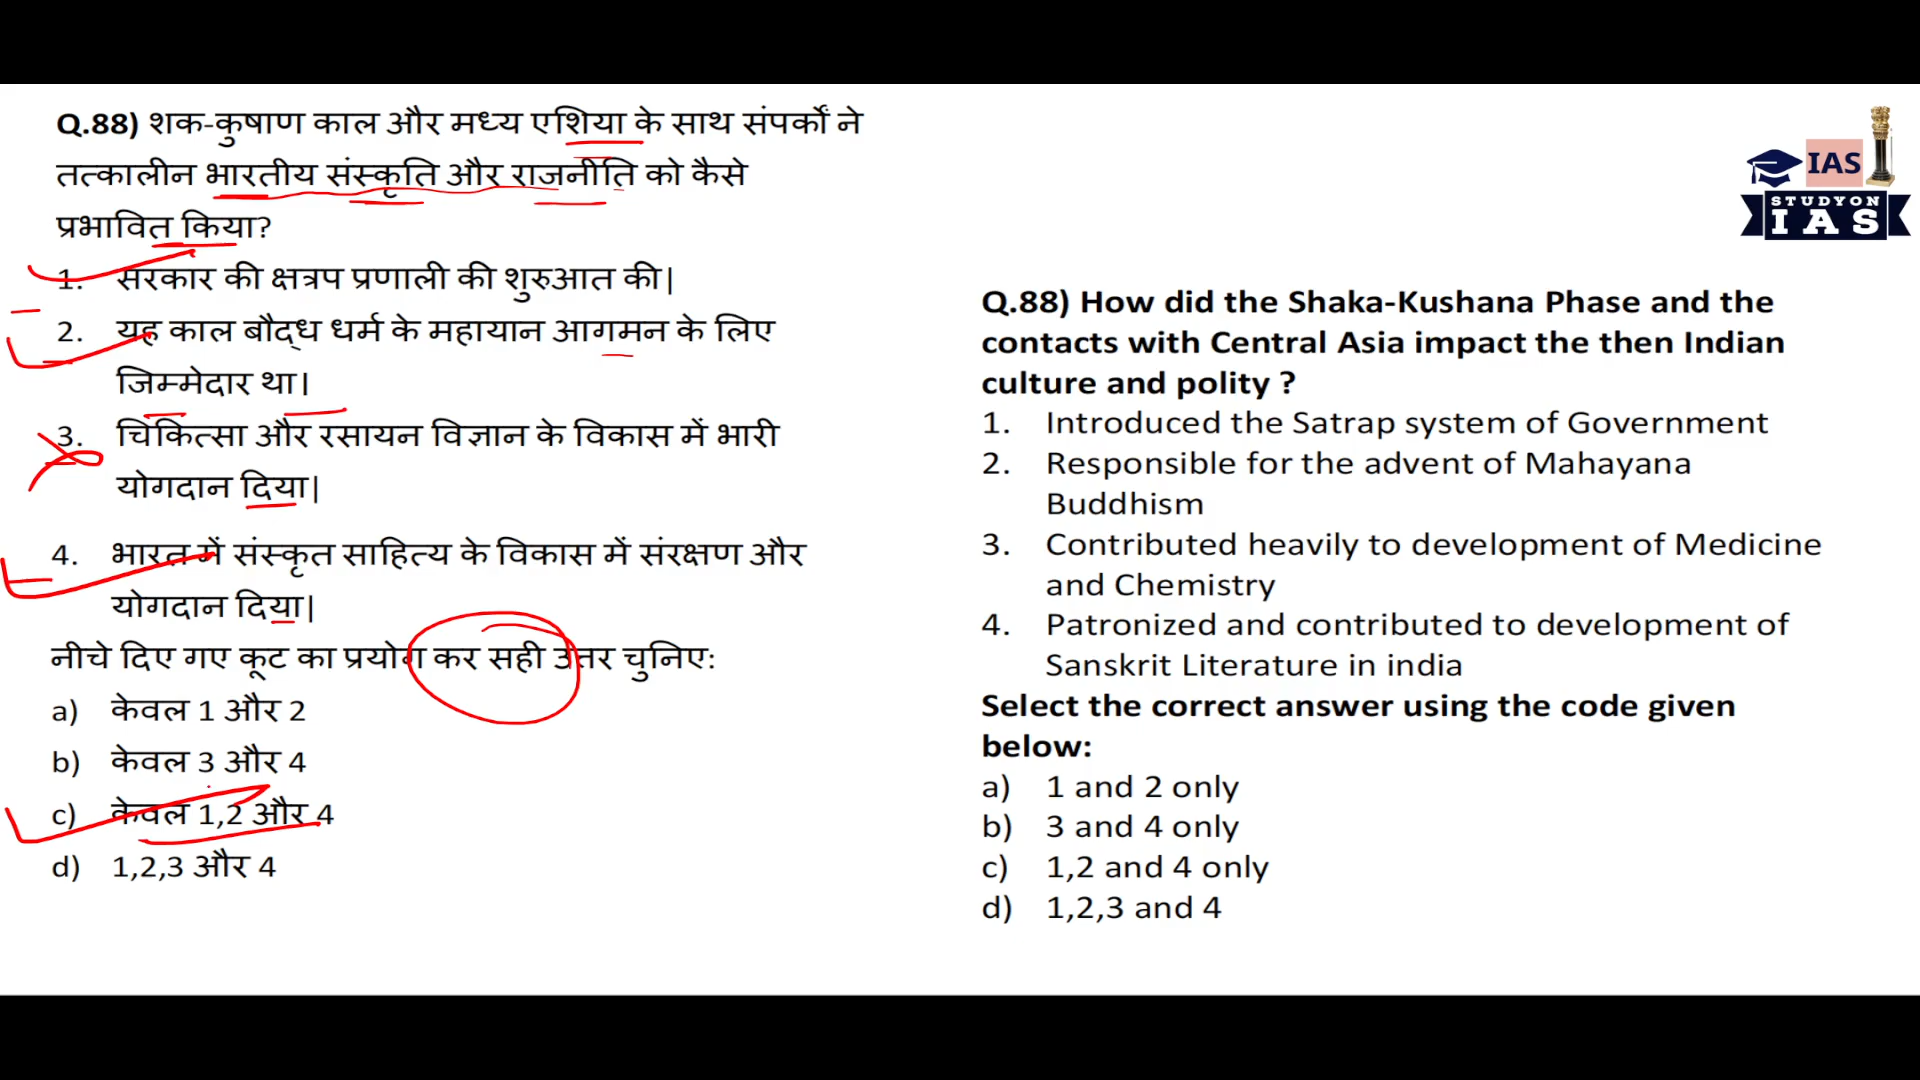 Q.88) शक-कुषाण काल और मध्य एशिया के साथ संपर्कों ने
तत्कालीन भारतीय संस्कृति और राजनीति को कैसे
प्रभावित किया?
1. सरकार की क्षत्रप प्रणाली की शुरुआत की|
2. यह काल बौद्ध धर्म के महायान आगमन के लिए
जिम्मेदार था।
3. चिकित्सा और रसायन विज्ञान के विकास में भारी
योगदान दिया|
4. भारत में संस्कृत साहित्य के विकास में संरक्षण और
योगदान दिया|
नीचे दिए गए कूट का प्रयोग कर सही उत्तर चुनिए:
a) केवल 1 और 2
b) केवल 3 और 4
c) केवल 1,2 और 4
d) 1,2,3 और 4
IAS
STUDYON
IAS
Q.88) How did the Shaka-Kushana Phase and the
contacts with Central Asia impact the then Indian
culture and polity ?
1. Introduced the Satrap system of Government
2. Responsible for the advent of Mahayana
Buddhism
3. Contributed heavily to development of Medicine
and Chemistry
4. Patronized and contributed to development of
Sanskrit Literature in india
Select the correct answer using the code given
below:
a) 1 and 2 only
b) 3 and 4 only
c) 1,2 and 4 only
d) 1,2,3 and 4